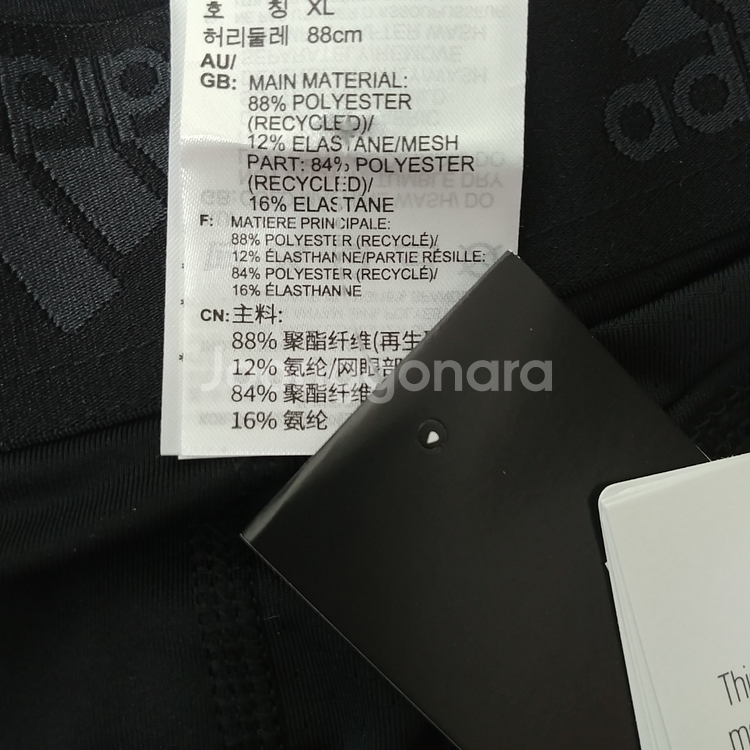 호 칭 XL
허리둘레 88cm
AU/
GB: MAIN MATERIAL:
88% POLYESTER
(RECYCLED)/
12% ELASTANE/MESH
PART: 84% POLYESTER
(RECYCLED)/
16% ELASTANE
F: MATIERE PRINCIPALE:
88% POLYESTER (RECYCLÉ)/
12% ÉLASTHANNE/PARTIE RÉSILLE:
84% POLYESTER (RECYCLÉ)/
16% ÉLASTHANNE
CN: 主料:
88% 聚酯纤维(再生
12% 氨纶/网眼部
84% 聚酯纤维
16% 氨纶